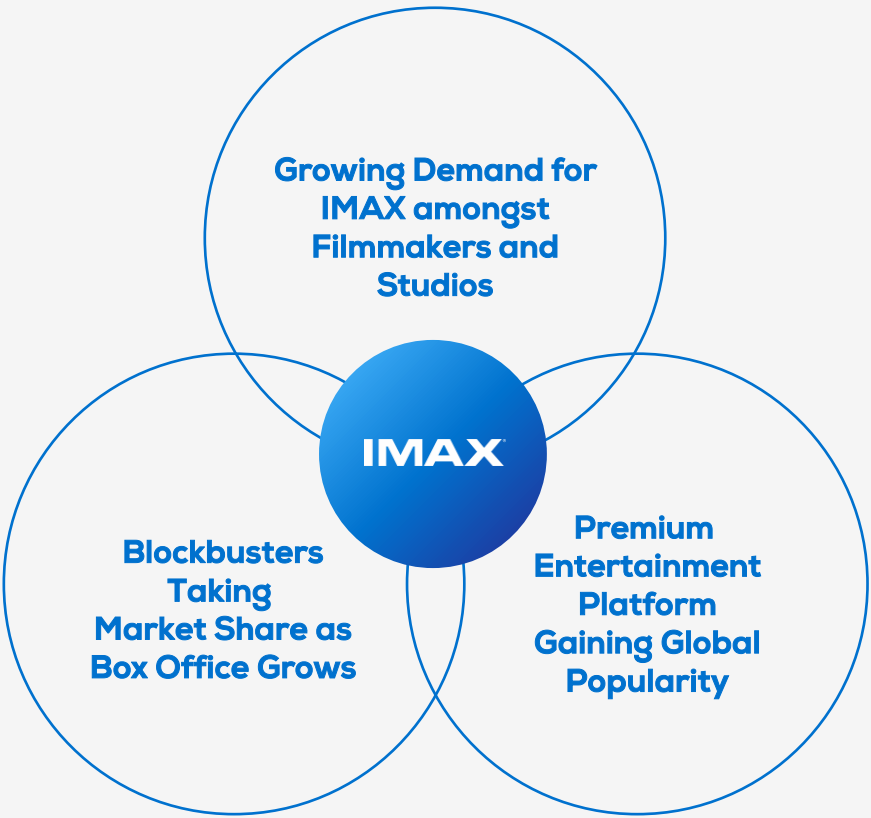 Growing Demand for
IMAX amongst
Filmmakers and
Studios
IMAX
Blockbusters
Taking
Market Share as
Box Office Grows
Premium
Entertainment
Platform
Gaining Global
Popularity